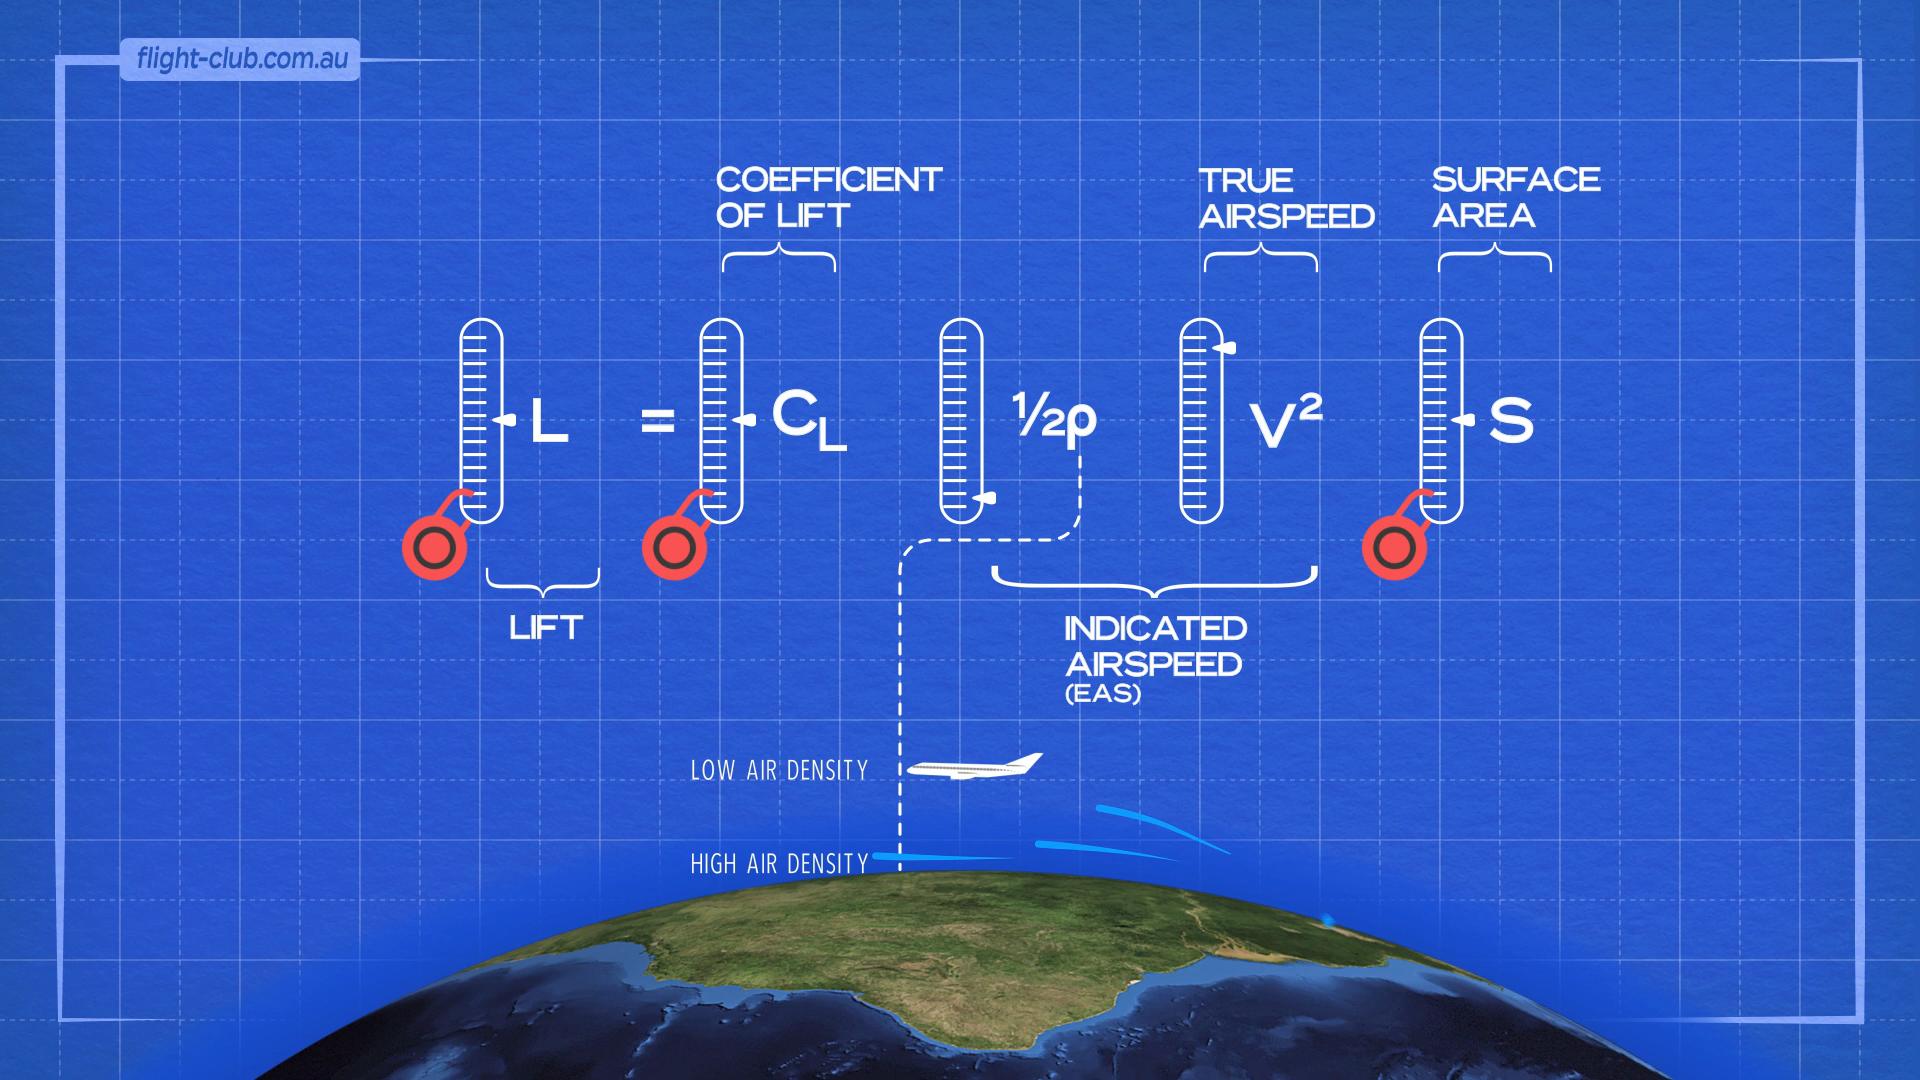 flight-club.com.au
COEFFICIENT
OF LIFT
TRUE
AIRSPEED
SURFACE
AREA
L = C_L ½ρ V² S
LIFT
INDICATED
AIRSPEED
(EAS)
LOW AIR DENSITY
HIGH AIR DENSITY